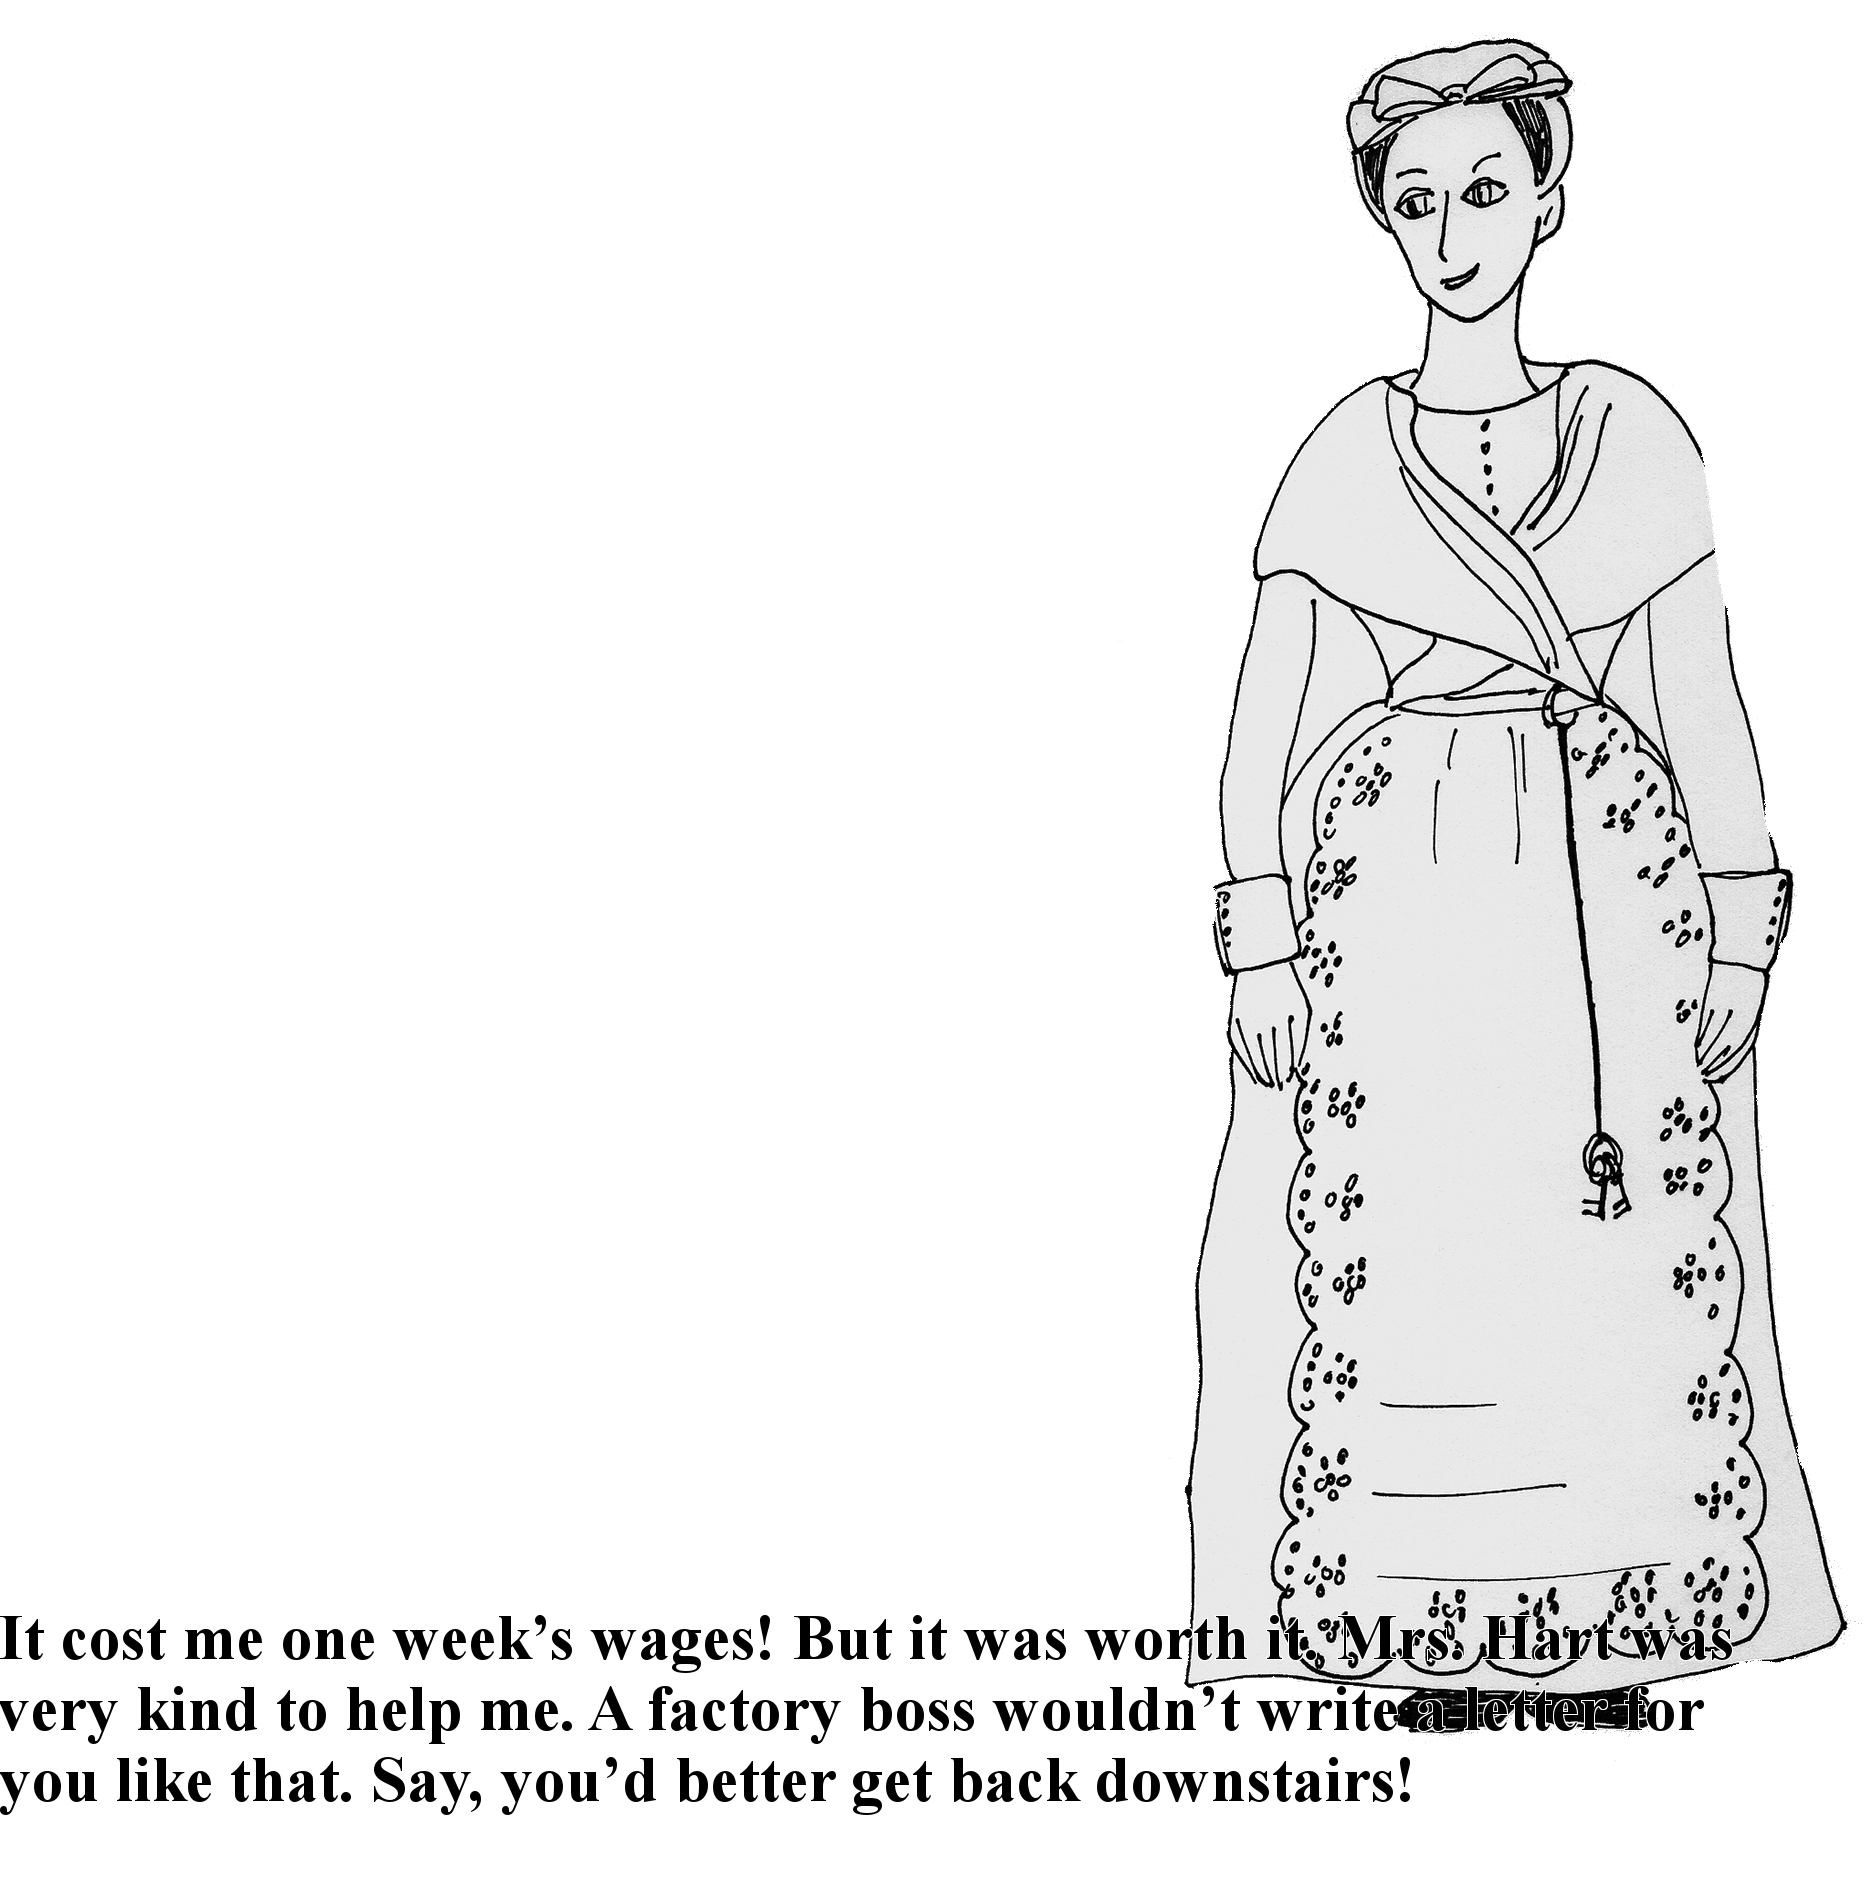 It cost me one week’s wages! But it was worth it. Mrs. Hart was
very kind to help me. A factory boss wouldn’t write a letter for
you like that. Say, you’d better get back downstairs!